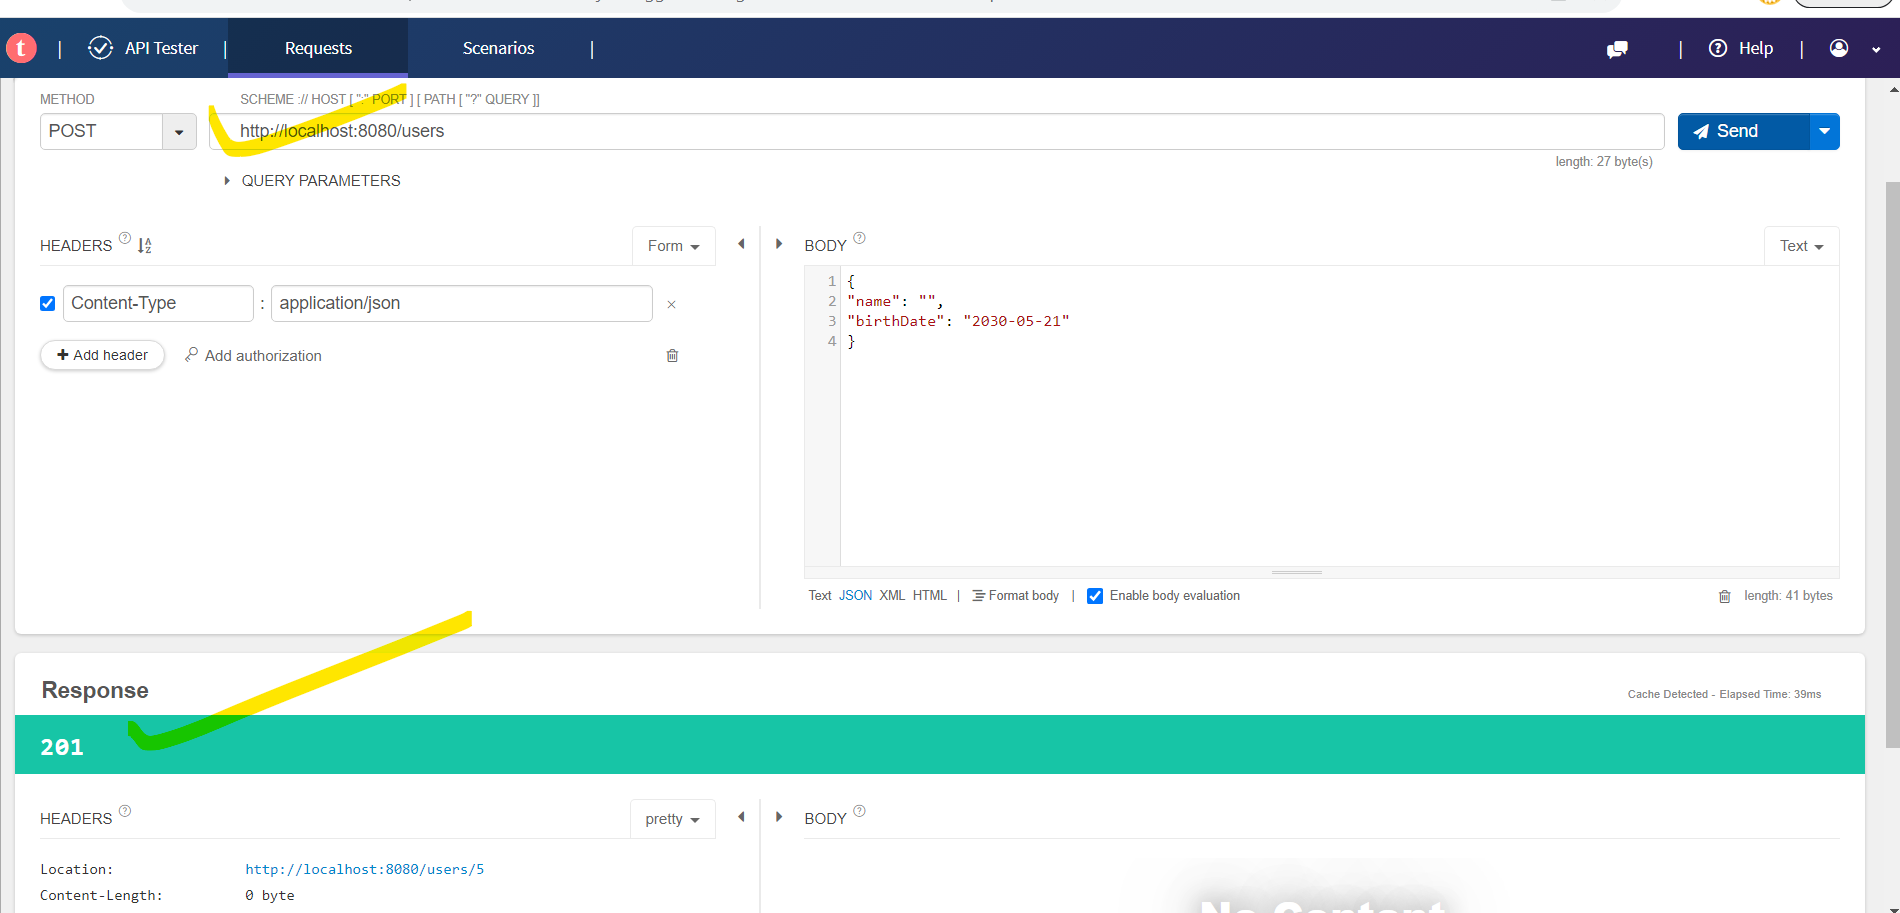 t | API Tester | Requests Scenarios | | Help |
METHOD SCHEME :// HOST [ ":" PORT ] [ PATH [ "?" QUERY ]]
POST http://localhost:8080/users Send
length: 27 byte(s)
QUERY PARAMETERS
HEADERS ? Form
BODY ? Text
Content-Type : application/json ×
+ Add header Add authorization
1 {
2 "name": "",
3 "birthDate": "2030-05-21"
4 }
Text JSON XML HTML | Format body | Enable body evaluation length: 41 bytes
Response
Cache Detected - Elapsed Time: 39ms
201
HEADERS ? pretty
BODY ?
Location: http://localhost:8080/users/5
Content-Length: 0 byte
No Content